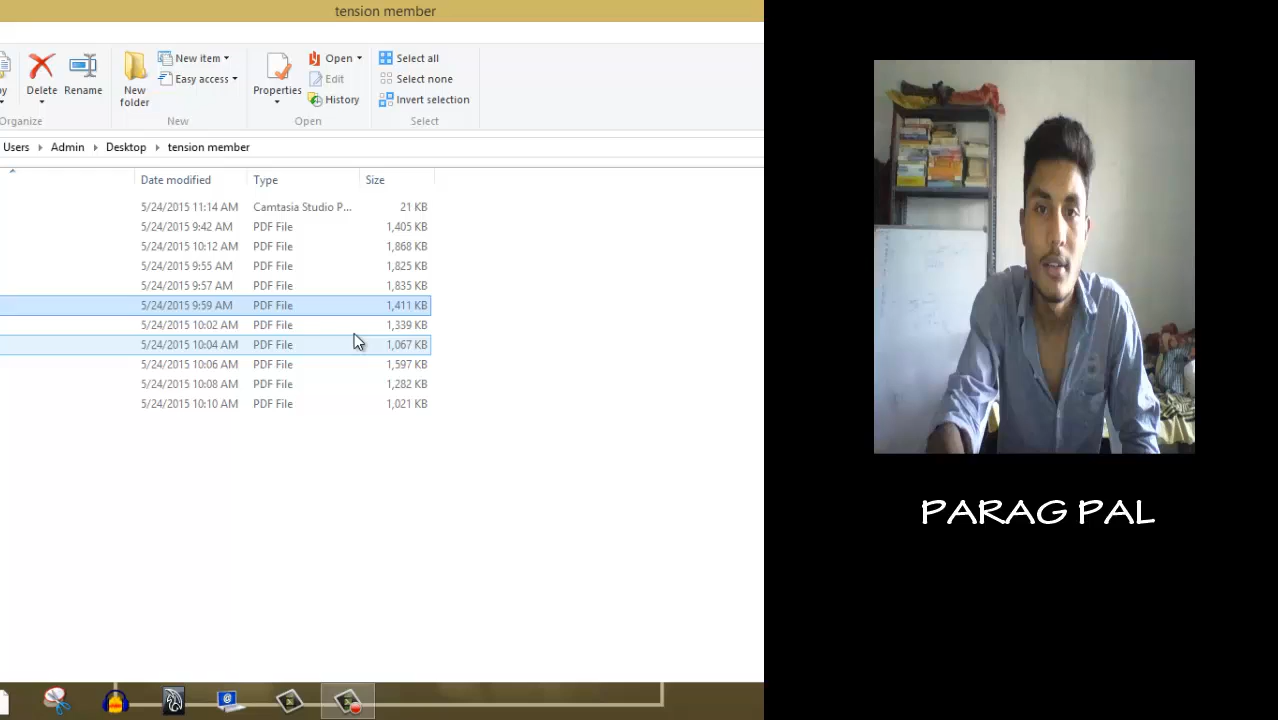 tension member
New item
Open
Select all
Easy access
Edit
Select none
Delete
Rename
New folder
Properties
History
Invert selection
Organize
New
Open
Select
Users
Admin
Desktop
tension member
Date modified Type Size
5/24/2015 11:14 AM Camtasia Studio P... 21 KB
5/24/2015 9:42 AM PDF File 1,405 KB
5/24/2015 10:12 AM PDF File 1,868 KB
5/24/2015 9:55 AM PDF File 1,825 KB
5/24/2015 9:57 AM PDF File 1,835 KB
5/24/2015 9:59 AM PDF File 1,411 KB
5/24/2015 10:02 AM PDF File 1,339 KB
5/24/2015 10:04 AM PDF File 1,067 KB
5/24/2015 10:06 AM PDF File 1,597 KB
5/24/2015 10:08 AM PDF File 1,282 KB
5/24/2015 10:10 AM PDF File 1,021 KB
PARAG PAL